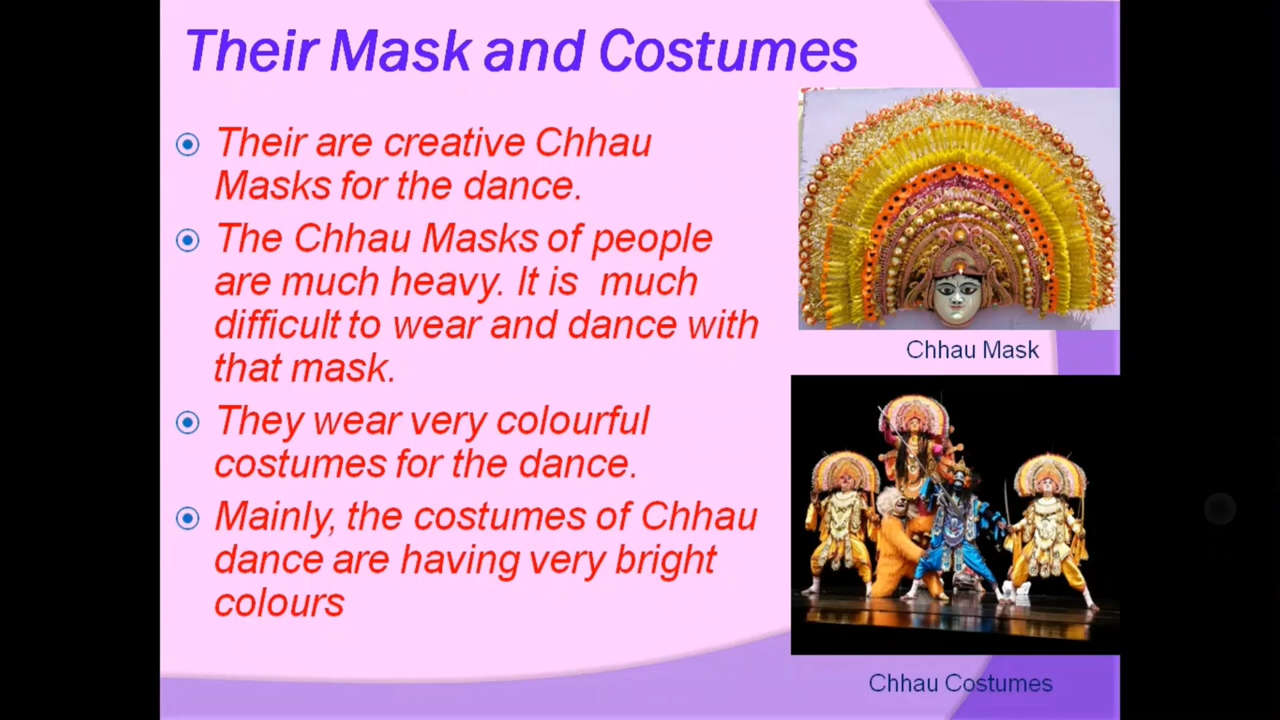 Their Mask and Costumes
Their are creative Chhau
Masks for the dance.
The Chhau Masks of people
are much heavy. It is  much
difficult to wear and dance with
that mask.
They wear very colourful
costumes for the dance.
Mainly, the costumes of Chhau
dance are having very bright
colours
Chhau Mask
Chhau Costumes